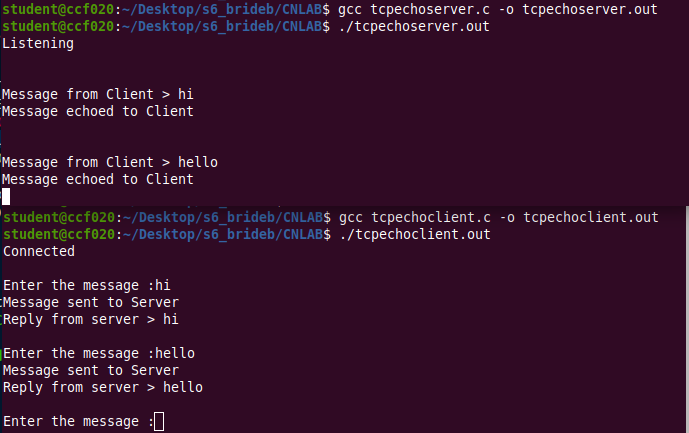 student@ccf020:~/Desktop/s6_brideb/CNLAB$ gcc tcpechoserver.c -o tcpechoserver.out
student@ccf020:~/Desktop/s6_brideb/CNLAB$ ./tcpechoserver.out
Listening
Message from Client > hi
Message echoed to Client
Message from Client > hello
Message echoed to Client
student@ccf020:~/Desktop/s6_brideb/CNLAB$ gcc tcpechoclient.c -o tcpechoclient.out
student@ccf020:~/Desktop/s6_brideb/CNLAB$ ./tcpechoclient.out
Connected
Enter the message :hi
Message sent to Server
Reply from server > hi
Enter the message :hello
Message sent to Server
Reply from server > hello
Enter the message :